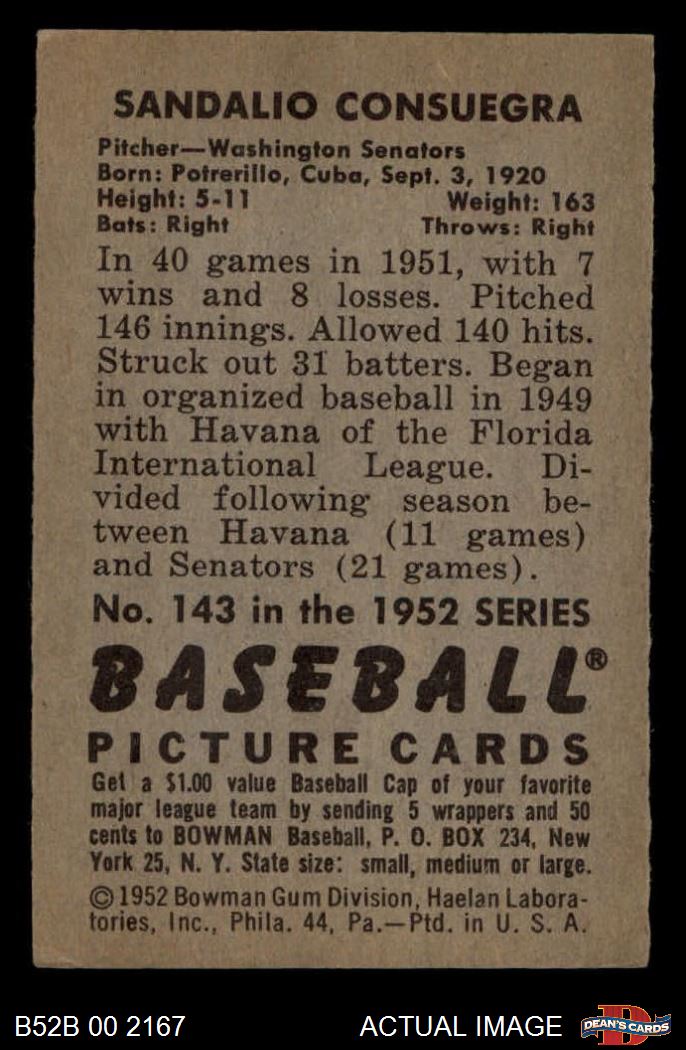 SANDALIO CONSUEGRA
Pitcher—Washington Senators
Born: Potrerillo, Cuba, Sept. 3, 1920
Height: 5-11 Weight: 163
Bats: Right Throws: Right
In 40 games in 1951, with 7
wins and 8 losses. Pitched
146 innings. Allowed 140 hits.
Struck out 31 batters. Began
in organized baseball in 1949
with Havana of the Florida
International League. Di-
vided following season be-
tween Havana (11 games)
and Senators (21 games).
No. 143 in the 1952 SERIES
BASEBALL®
PICTURE CARDS
Get a $1.00 value Baseball Cap of your favorite
major league team by sending 5 wrappers and 50
cents to BOWMAN Baseball, P. O. BOX 234, New
York 25, N. Y. State size: small, medium or large.
©1952 Bowman Gum Division, Haelan Labora-
tories, Inc., Phila. 44, Pa.—Ptd. in U. S. A.
B52B 00 2167 ACTUAL IMAGE D DEAN'S CARDS